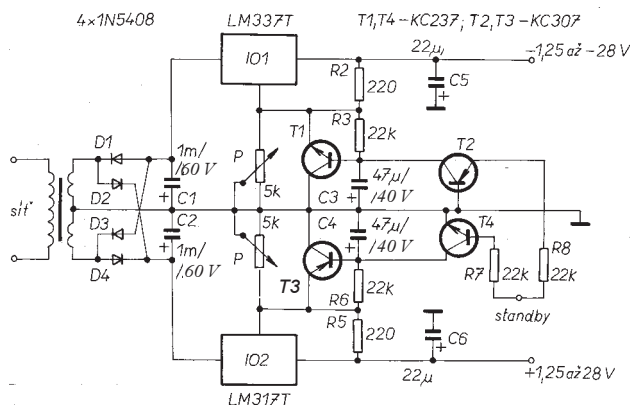 4×1N5408
LM337T
T1,T4–KC237; T2,T3–KC307
IO1
R2
220
22µ
C5
+
–1,25 až –28 V
D1
D2
D3
D4
síť
1m/
/60 V
+
C1
C2
+
1m/
/60 V
P
5k
5k
P
T1
R3
22k
C3
47µ
/40 V
+
C4
47µ
/40 V
+
T2
T4
T3
R6
22k
R5
220
R7
22k
R8
22k
standby
IO2
LM317T
C6
+
22µ
+1,25 až 28 V